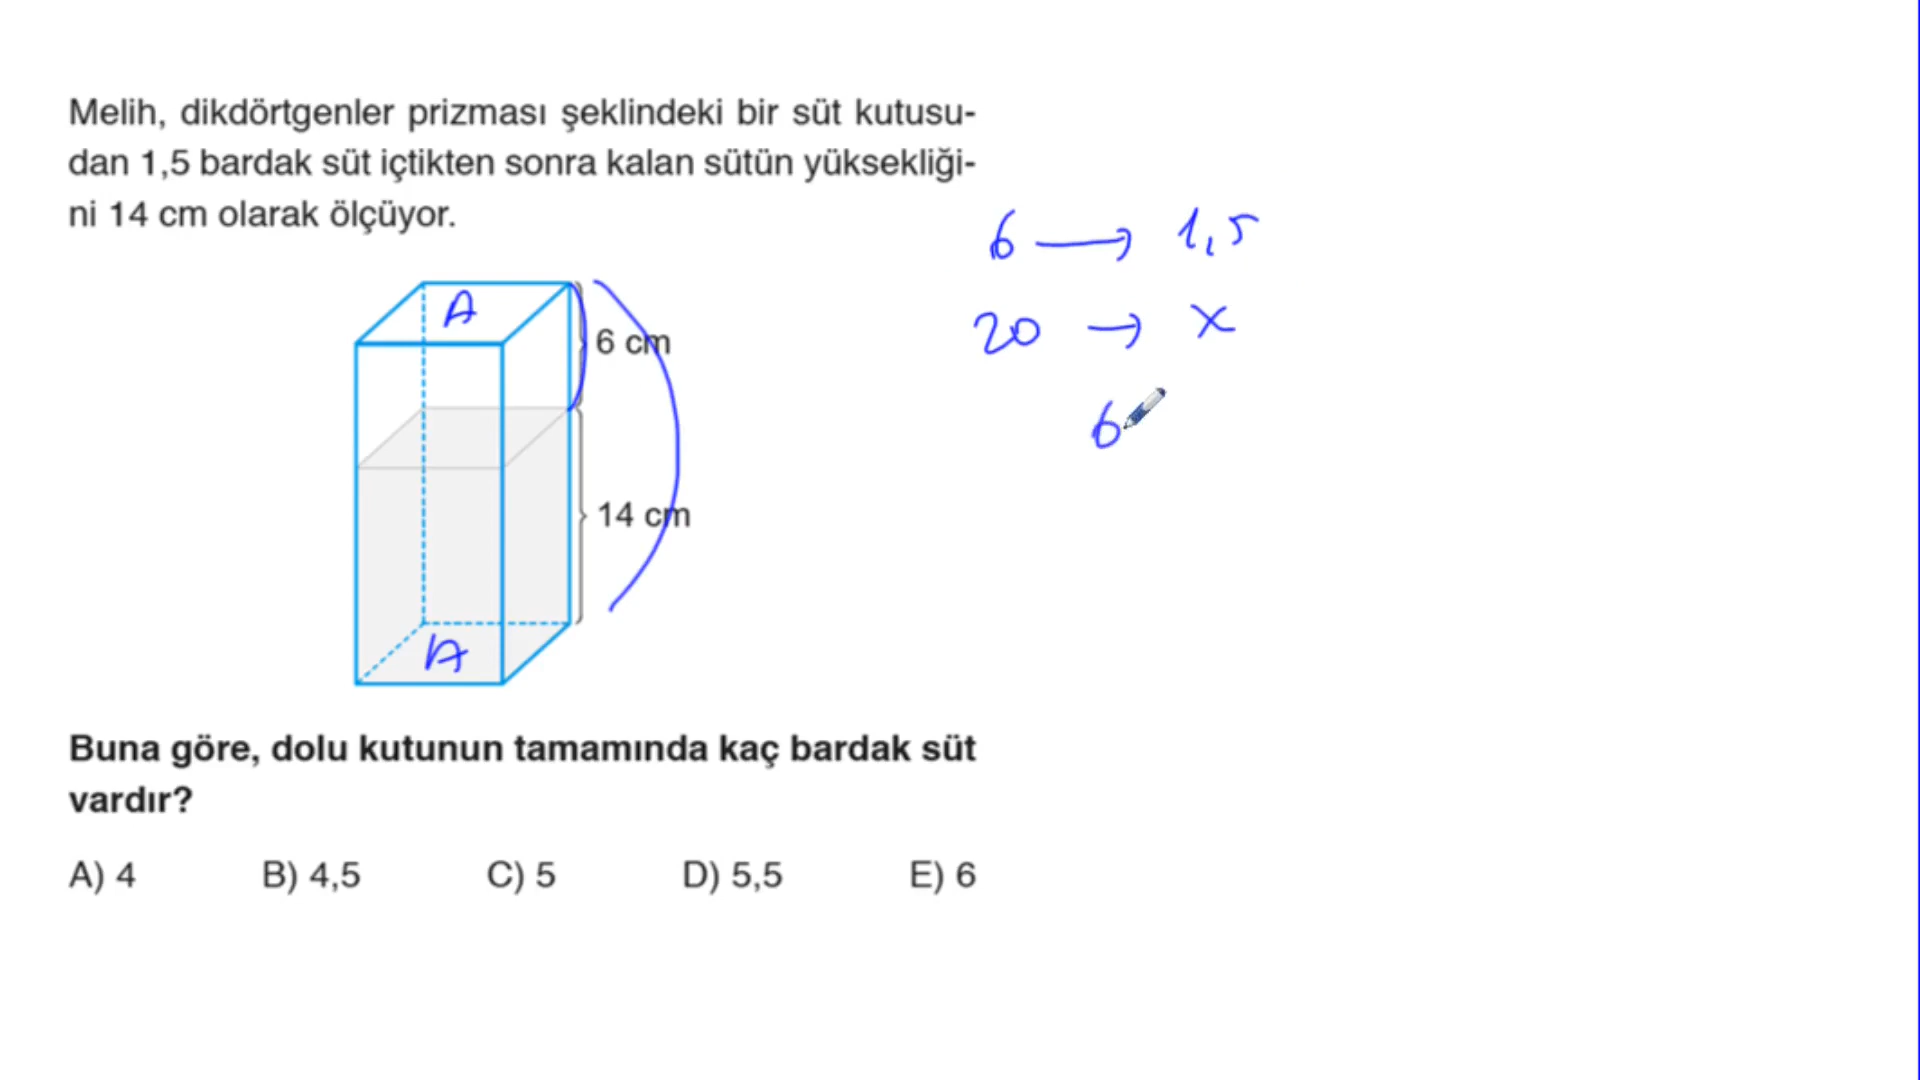 Melih, dikdörtgenler prizması şeklindeki bir süt kutusu-
dan 1,5 bardak süt içtikten sonra kalan sütün yüksekliği-
ni 14 cm olarak ölçüyor.
6 → 1,5
20 → x
6
A
6 cm
14 cm
A
Buna göre, dolu kutunun tamamında kaç bardak süt
vardır?
A) 4 B) 4,5 C) 5 D) 5,5 E) 6